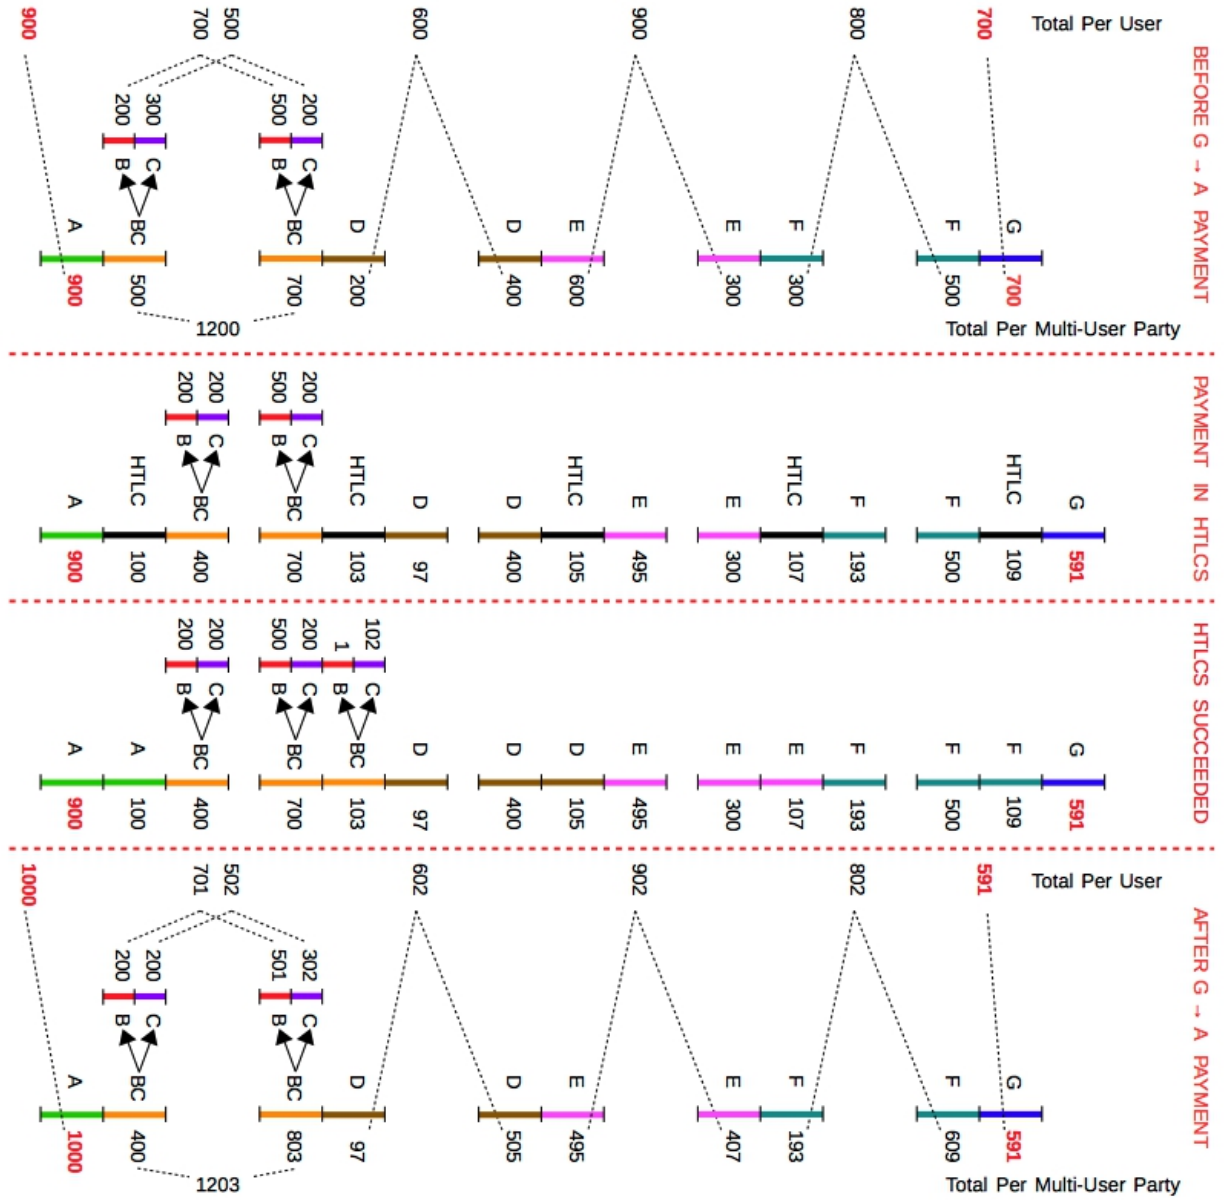 900 700 500 600 900 800 700 Total Per User
BEFORE G → A PAYMENT
200 300 500 200
B C B C
A BC BC D D E E F F G
900 500 700 200 400 600 300 300 500 700
1200 Total Per Multi-User Party
PAYMENT IN HTLCS
200 200 500 200
B C B C
A HTLC BC BC HTLC D D HTLC E E HTLC F F HTLC G
900 100 400 700 103 97 400 105 495 300 107 193 500 109 591
HTLCS SUCCEEDED
200 200 500 200 1 102
B C B C B C
A A BC BC BC D D D E E E F F F G
900 100 400 700 103 97 400 105 495 300 107 193 500 109 591
1000 701 502 602 902 802 591 Total Per User
AFTER G → A PAYMENT
200 200 501 302
B C B C
A BC BC D D E E F F G
1000 400 803 97 505 495 407 193 609 591
1203 Total Per Multi-User Party